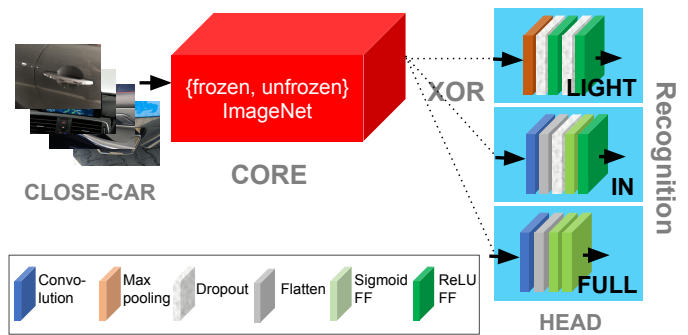 {frozen, unfrozen}
ImageNet
CORE
CLOSE-CAR
XOR
LIGHT
IN
FULL
Recognition
HEAD
Convo-
lution
Max
pooling
Dropout
Flatten
Sigmoid
FF
ReLU
FF